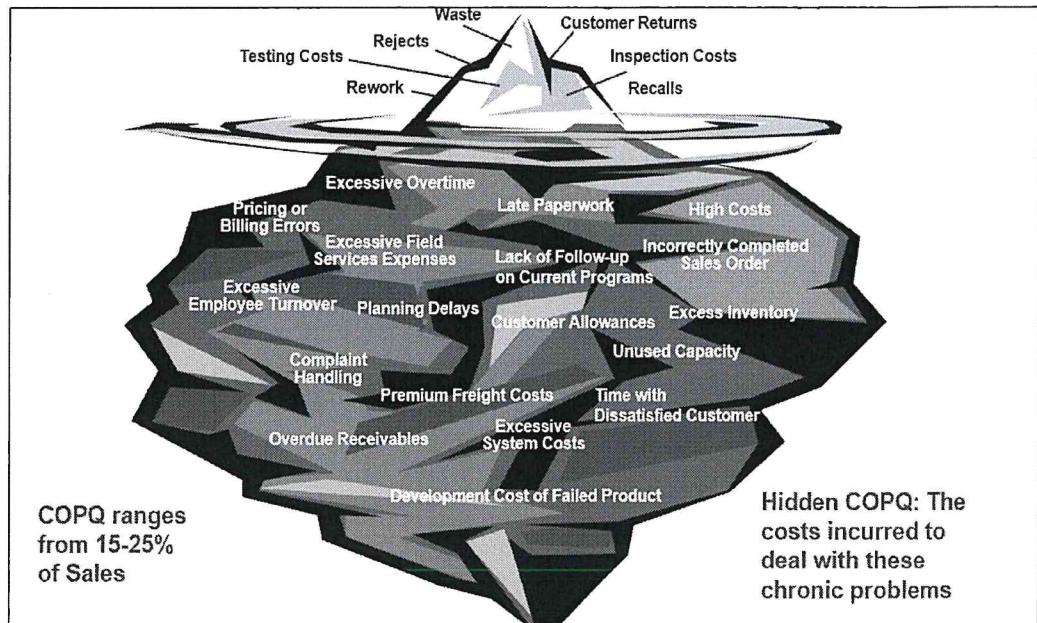 Waste
Customer Returns
Rejects
Testing Costs
Inspection Costs
Rework
Recalls
Excessive Overtime
Late Paperwork
High Costs
Pricing or
Billing Errors
Excessive Field
Services Expenses
Lack of Follow-up
on Current Programs
Incorrectly Completed
Sales Order
Excessive
Employee Turnover
Planning Delays
Customer Allowances
Excess Inventory
Unused Capacity
Complaint
Handling
Premium Freight Costs
Time with
Dissatisfied Customer
Overdue Receivables
Excessive
System Costs
Development Cost of Failed Product
COPQ ranges
from 15-25%
of Sales
Hidden COPQ: The
costs incurred to
deal with these
chronic problems